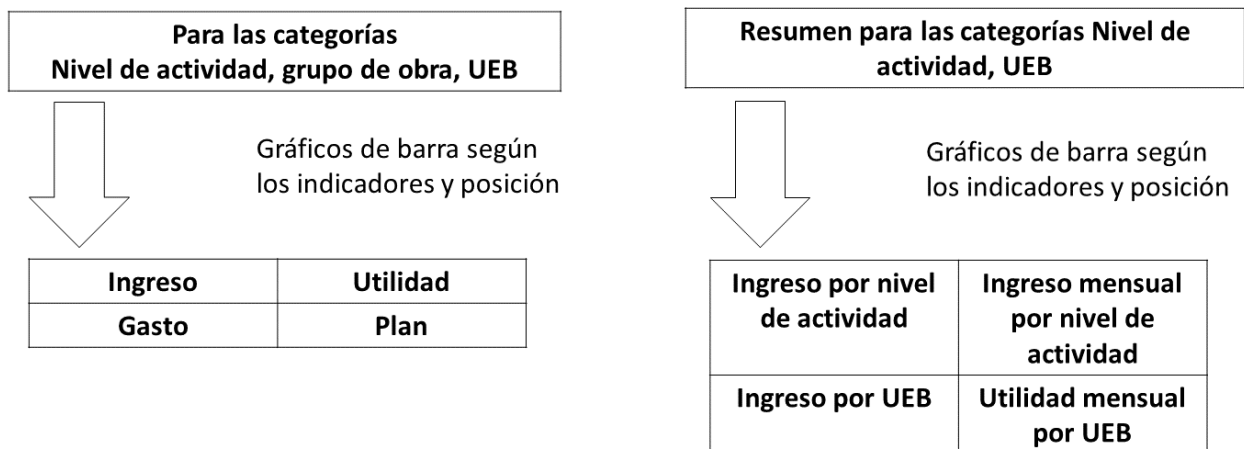 Para las categorías
Nivel de actividad, grupo de obra, UEB
Gráficos de barra según
los indicadores y posición
Ingreso
Utilidad
Gasto
Plan
Resumen para las categorías Nivel de
actividad, UEB
Gráficos de barra según
los indicadores y posición
Ingreso por nivel
de actividad
Ingreso mensual
por nivel de
actividad
Ingreso por UEB
Utilidad mensual
por UEB